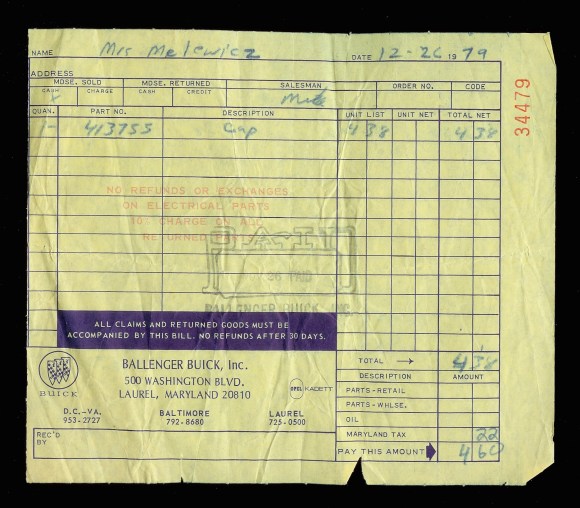 NAME Mrs Melewicz DATE 12-26 1979
ADDRESS
MDSE. SOLD MDSE. RETURNED SALESMAN ORDER NO. CODE
CASH CHARGE CASH CREDIT Mike
x
34479
QUAN. PART NO. DESCRIPTION UNIT LIST UNIT NET TOTAL NET
1- 413755 Cap 4 38 4 38
NO REFUNDS OR EXCHANGES
ON ELECTRICAL PARTS
10% CHARGE ON ALL
RETURNED PARTS
PAID
BALLENGER BUICK, INC.
ALL CLAIMS AND RETURNED GOODS MUST BE
ACCOMPANIED BY THIS BILL. NO REFUNDS AFTER 30 DAYS.
BUICK
BALLENGER BUICK, Inc.
500 WASHINGTON BLVD.
LAUREL, MARYLAND 20810
OPEL KADETT
D.C.-VA. BALTIMORE LAUREL
953-2727 792-8680 725-0500
REC'D
BY
TOTAL → 4 38
DESCRIPTION AMOUNT
PARTS-RETAIL
PARTS-WHLSE.
OIL
MARYLAND TAX 22
PAY THIS AMOUNT 4 60